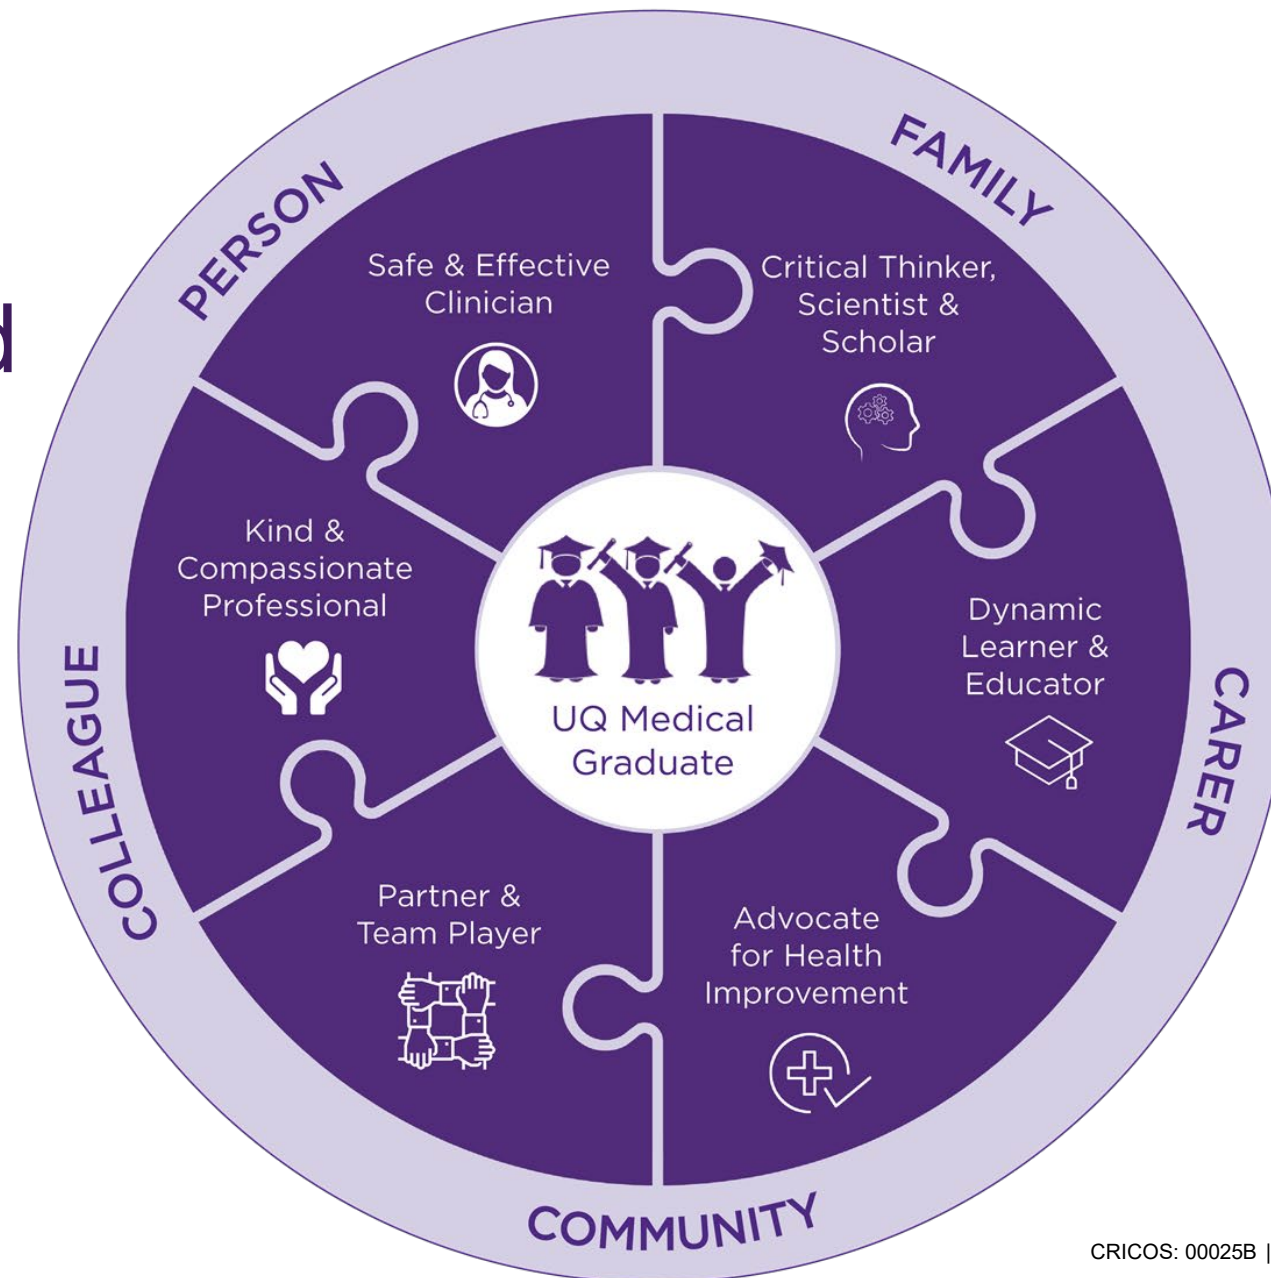 PERSON
FAMILY
CARER
COMMUNITY
COLLEAGUE
Safe & Effective
Clinician
Critical Thinker,
Scientist &
Scholar
Dynamic
Learner &
Educator
Advocate
for Health
Improvement
Partner &
Team Player
Kind &
Compassionate
Professional
UQ Medical
Graduate
CRICOS: 00025B |